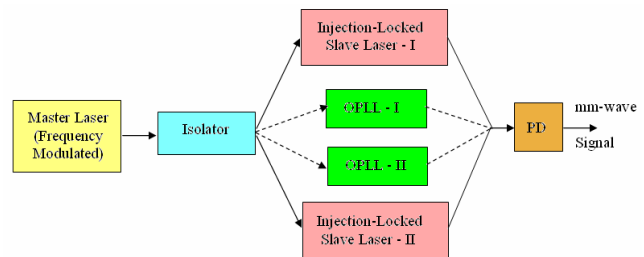 Injection-Locked
Slave Laser - I
Master Laser
(Frequency
Modulated)
Isolator
OPLL - I
OPLL - II
PD
mm-wave
Signal
Injection-Locked
Slave Laser - II